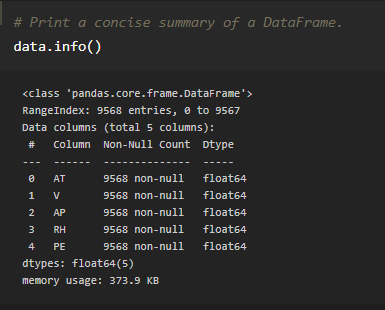 # Print a concise summary of a DataFrame.
data.info()
<class 'pandas.core.frame.DataFrame'>
RangeIndex: 9568 entries, 0 to 9567
Data columns (total 5 columns):
 #   Column  Non-Null Count  Dtype
---  ------  --------------  -----
 0   AT      9568 non-null   float64
 1   V       9568 non-null   float64
 2   AP      9568 non-null   float64
 3   RH      9568 non-null   float64
 4   PE      9568 non-null   float64
dtypes: float64(5)
memory usage: 373.9 KB